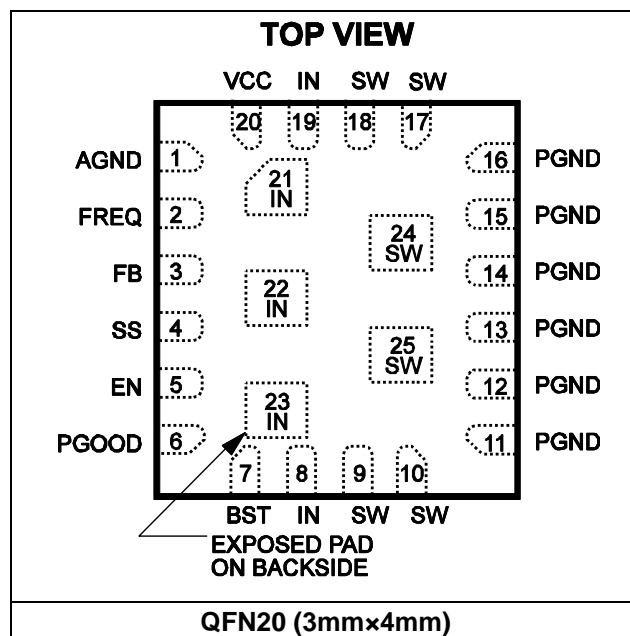 TOP VIEW
VCC IN SW SW
20 19 18 17
AGND 1
FREQ 2
FB 3
SS 4
EN 5
PGOOD 6
21
IN
22
IN
23
IN
24
SW
25
SW
16 PGND
15 PGND
14 PGND
13 PGND
12 PGND
11 PGND
7 8 9 10
BST IN SW SW
EXPOSED PAD
ON BACKSIDE
QFN20 (3mm×4mm)